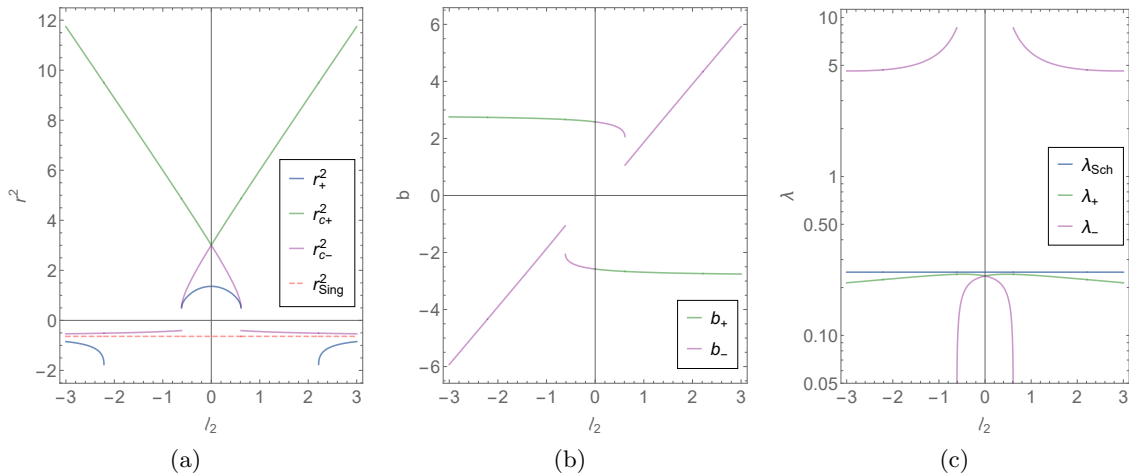 12
10
8
6
4
2
0
−2
r²
−3 −2 −1 0 1 2 3
l₂
r²₊
r²c+
r²c−
r²Sing
(a)
6
4
2
0
−2
−4
−6
b
−3 −2 −1 0 1 2 3
l₂
b₊
b₋
(b)
10
5
1
0.50
0.10
0.05
λ
−3 −2 −1 0 1 2 3
l₂
λSch
λ₊
λ₋
(c)